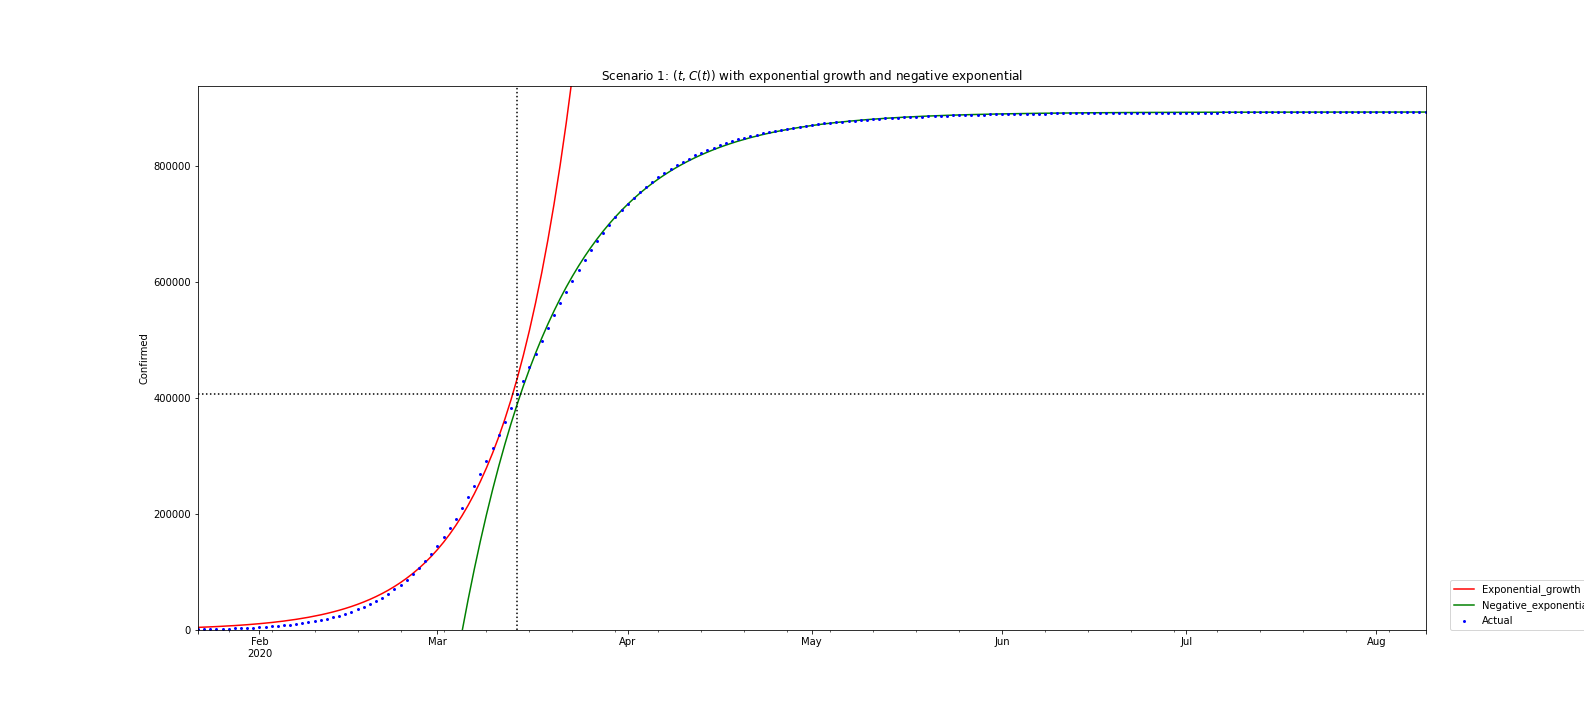 Scenario 1: (t, C(t)) with exponential growth and negative exponential
Confirmed
800000
600000
400000
200000
0
Feb
2020
Mar
Apr
May
Jun
Jul
Aug
Exponential_growth
Negative_exponentia
Actual